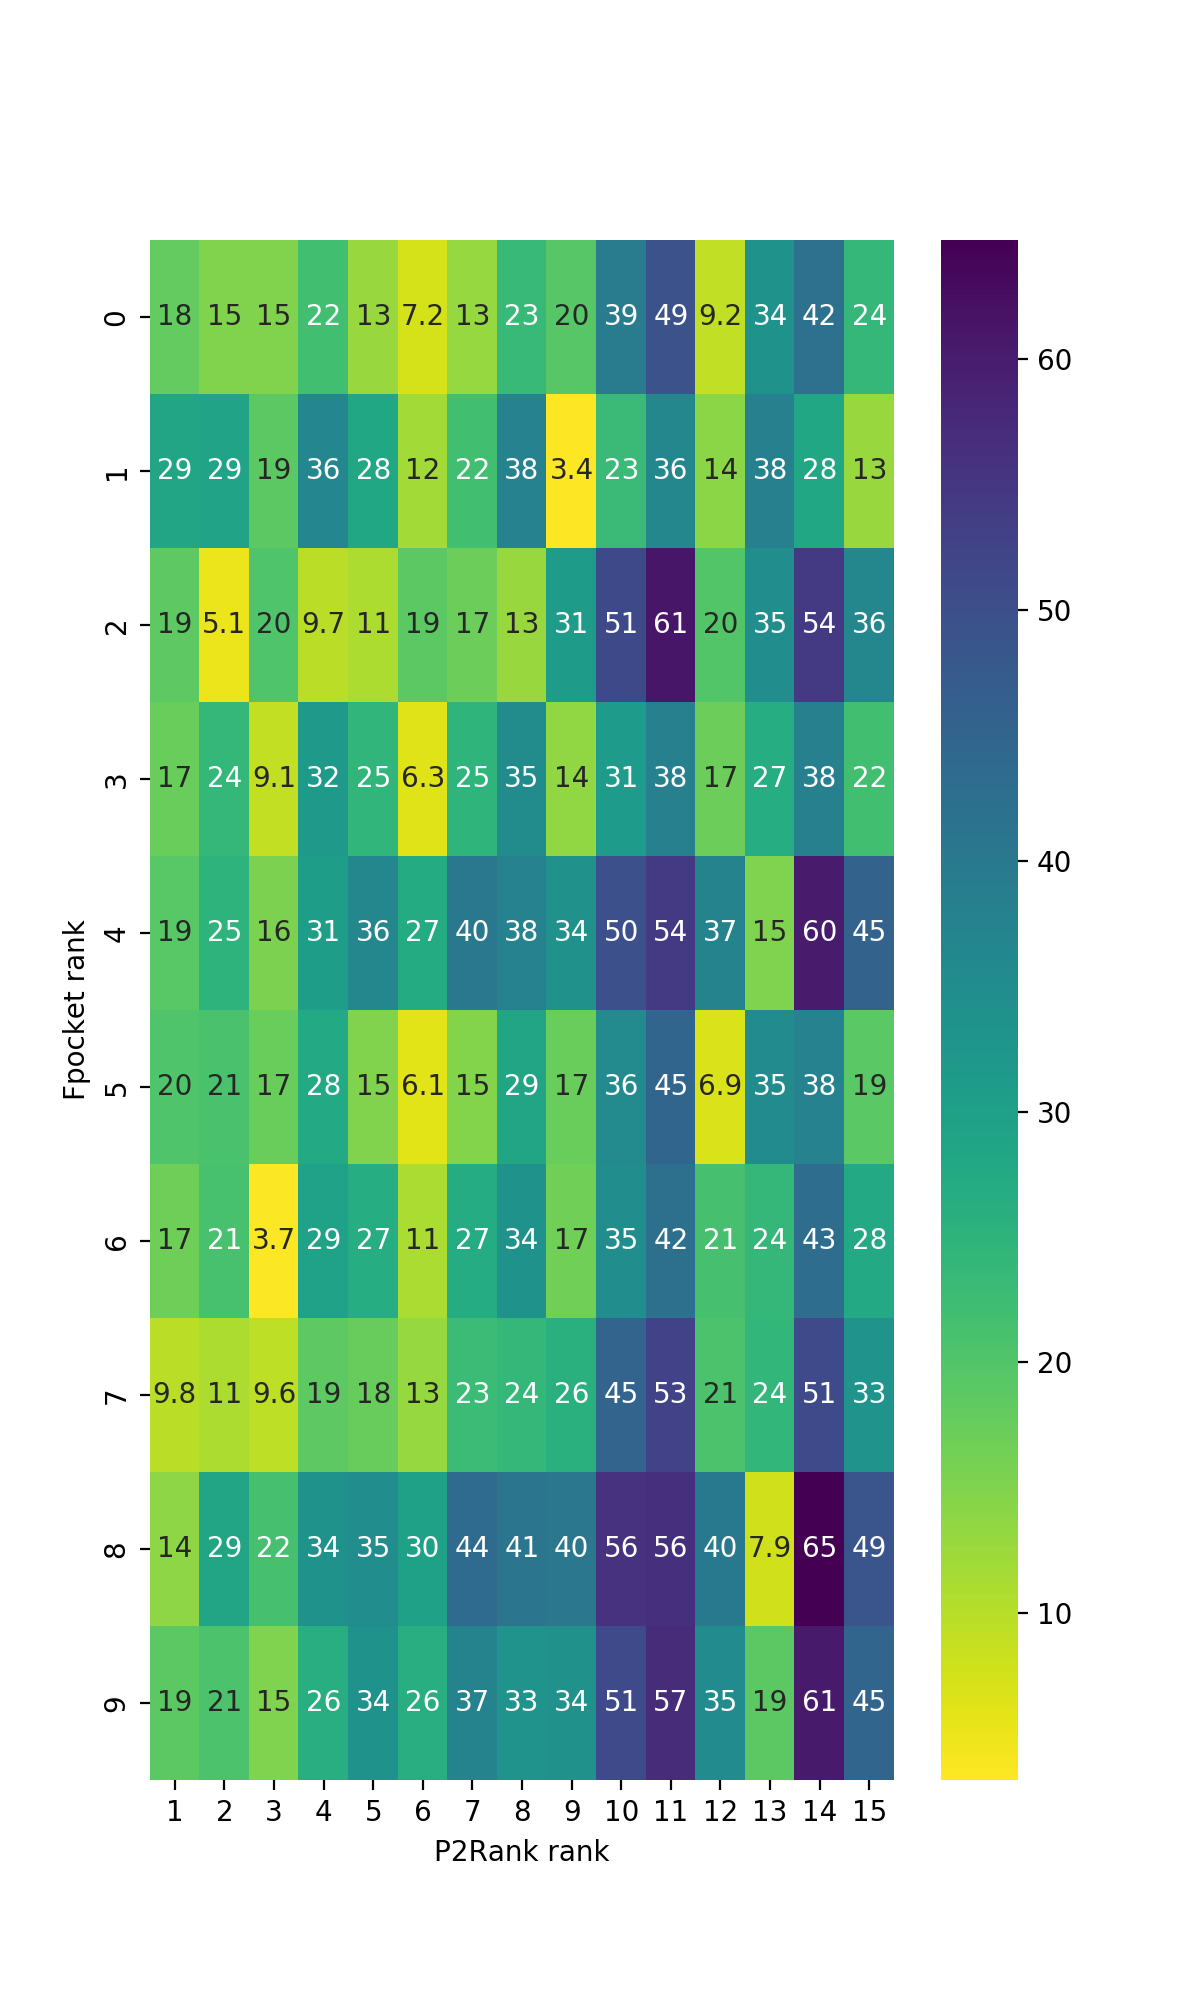 0 18 15 15 22 13 7.2 13 23 20 39 49 9.2 34 42 24
1 29 29 19 36 28 12 22 38 3.4 23 36 14 38 28 13
2 19 5.1 20 9.7 11 19 17 13 31 51 61 20 35 54 36
3 17 24 9.1 32 25 6.3 25 35 14 31 38 17 27 38 22
4 19 25 16 31 36 27 40 38 34 50 54 37 15 60 45
5 20 21 17 28 15 6.1 15 29 17 36 45 6.9 35 38 19
6 17 21 3.7 29 27 11 27 34 17 35 42 21 24 43 28
7 9.8 11 9.6 19 18 13 23 24 26 45 53 21 24 51 33
8 14 29 22 34 35 30 44 41 40 56 56 40 7.9 65 49
9 19 21 15 26 34 26 37 33 34 51 57 35 19 61 45
1 2 3 4 5 6 7 8 9 10 11 12 13 14 15
P2Rank rank
Fpocket rank
60
50
40
30
20
10